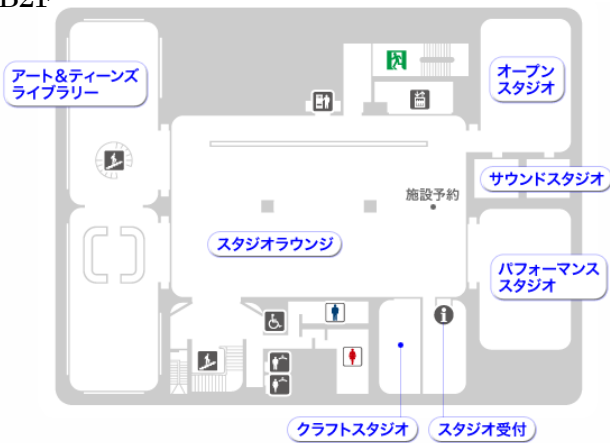 B2F
アート＆ティーンズ
ライブラリー
オープン
スタジオ
サウンドスタジオ
施設予約
スタジオラウンジ
パフォーマンス
スタジオ
クラフトスタジオ
スタジオ受付